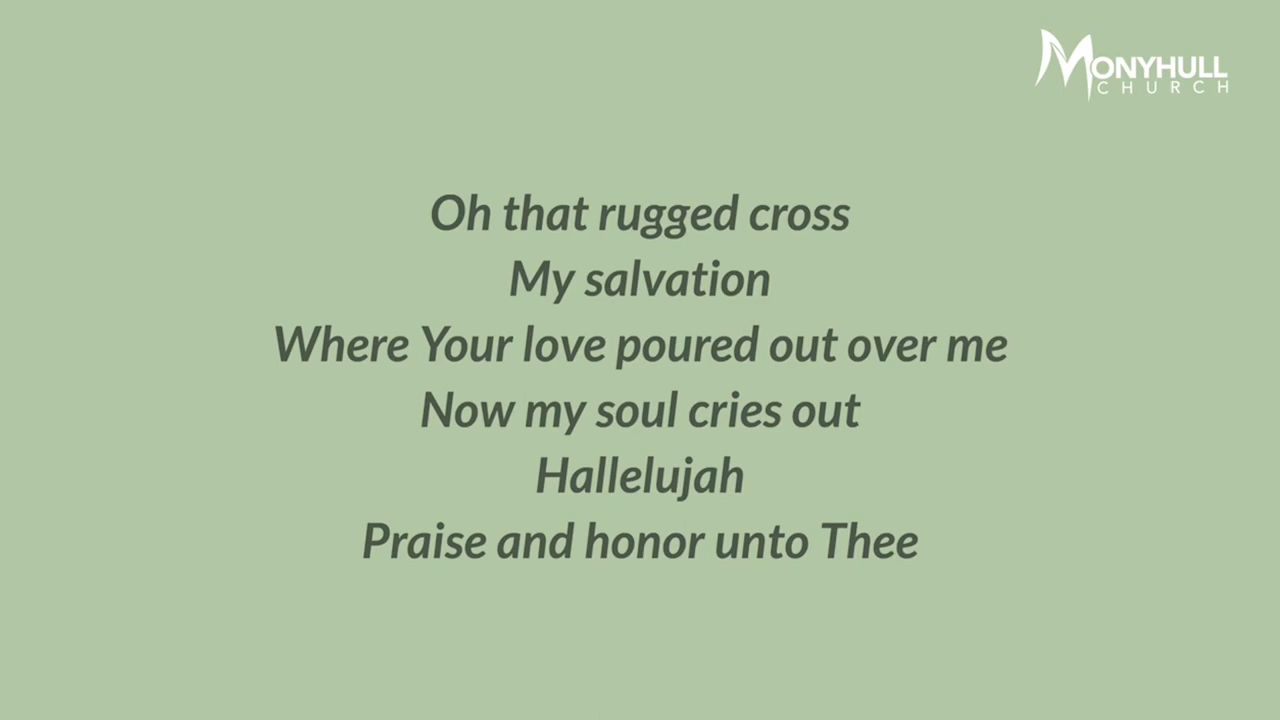 MONYHULL
CHURCH
Oh that rugged cross
My salvation
Where Your love poured out over me
Now my soul cries out
Hallelujah
Praise and honor unto Thee